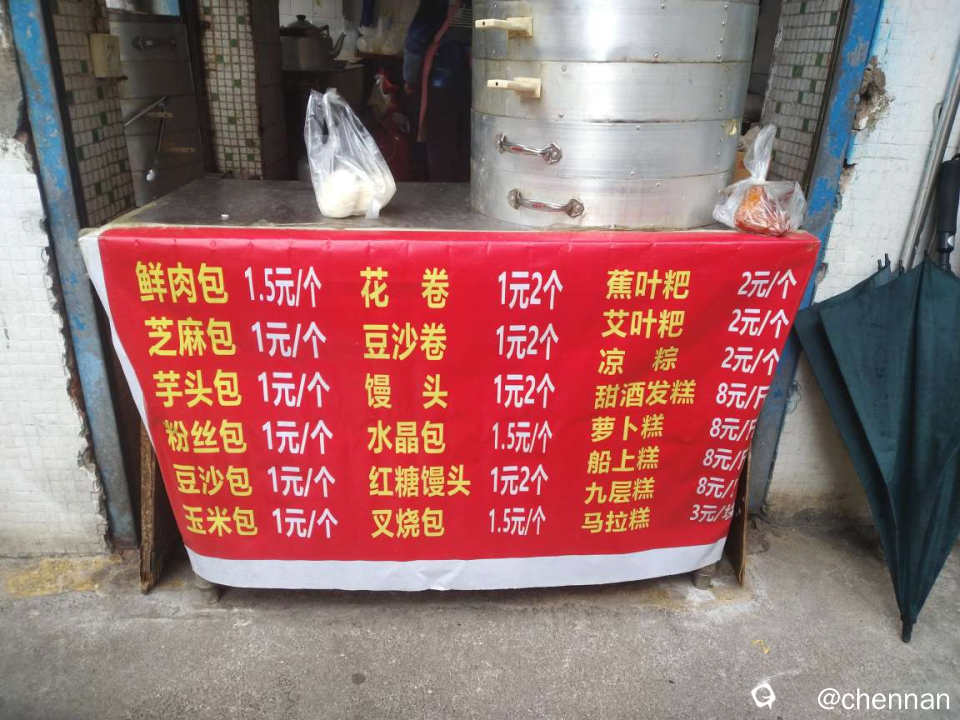 鲜肉包 1.5元/个
芝麻包 1元/个
芋头包 1元/个
粉丝包 1元/个
豆沙包 1元/个
玉米包 1元/个
花卷 1元2个
豆沙卷 1元2个
馒头 1元2个
水晶包 1.5元/个
红糖馒头 1元2个
叉烧包 1.5元/个
蕉叶粑 2元/个
艾叶粑 2元/个
凉粽 2元/个
甜酒发糕 8元/斤
萝卜糕 8元/斤
船上糕 8元/
九层糕 8元/
马拉糕 3元/
@chennan